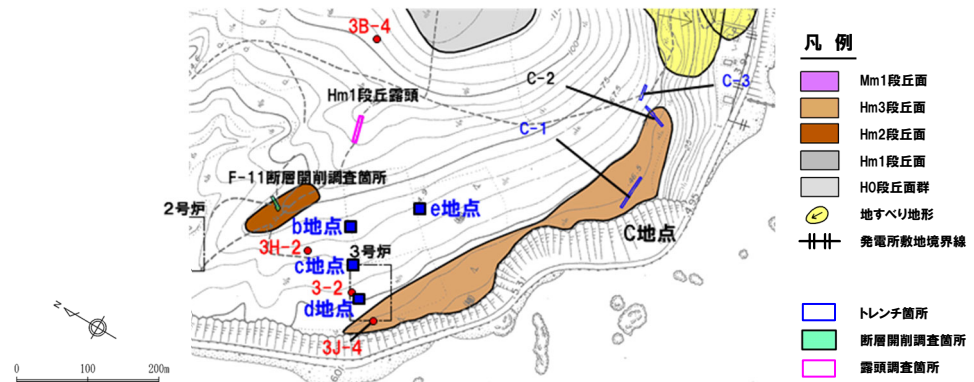 3B-4
Hm1段丘露頭
C-2
C-3
C-1
F-11断層開削調査箇所
2号炉
b地点
e地点
3H-2
c地点
3号炉
3-2
d地点
3J-4
C地点
N
0 100 200m
凡 例
Mm1段丘面
Hm3段丘面
Hm2段丘面
Hm1段丘面
H0段丘面群
地すべり地形
発電所敷地境界線
トレンチ箇所
断層開削調査箇所
露頭調査箇所